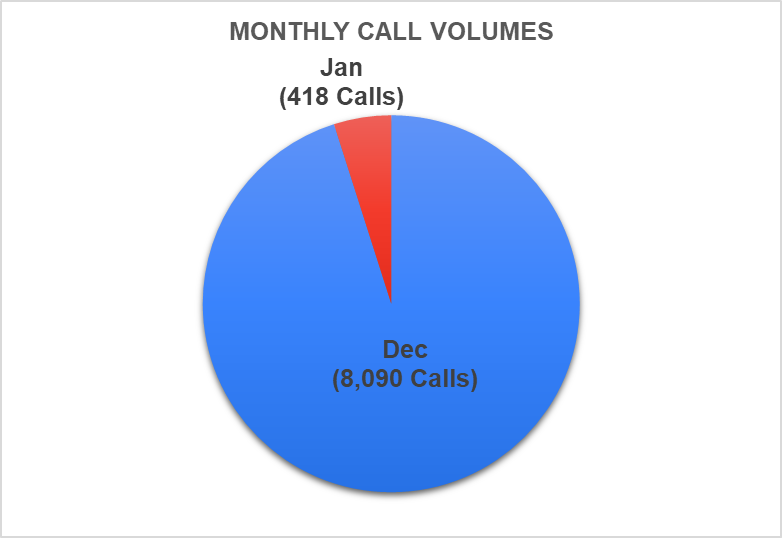 MONTHLY CALL VOLUMES
Jan
(418 Calls)
Dec
(8,090 Calls)